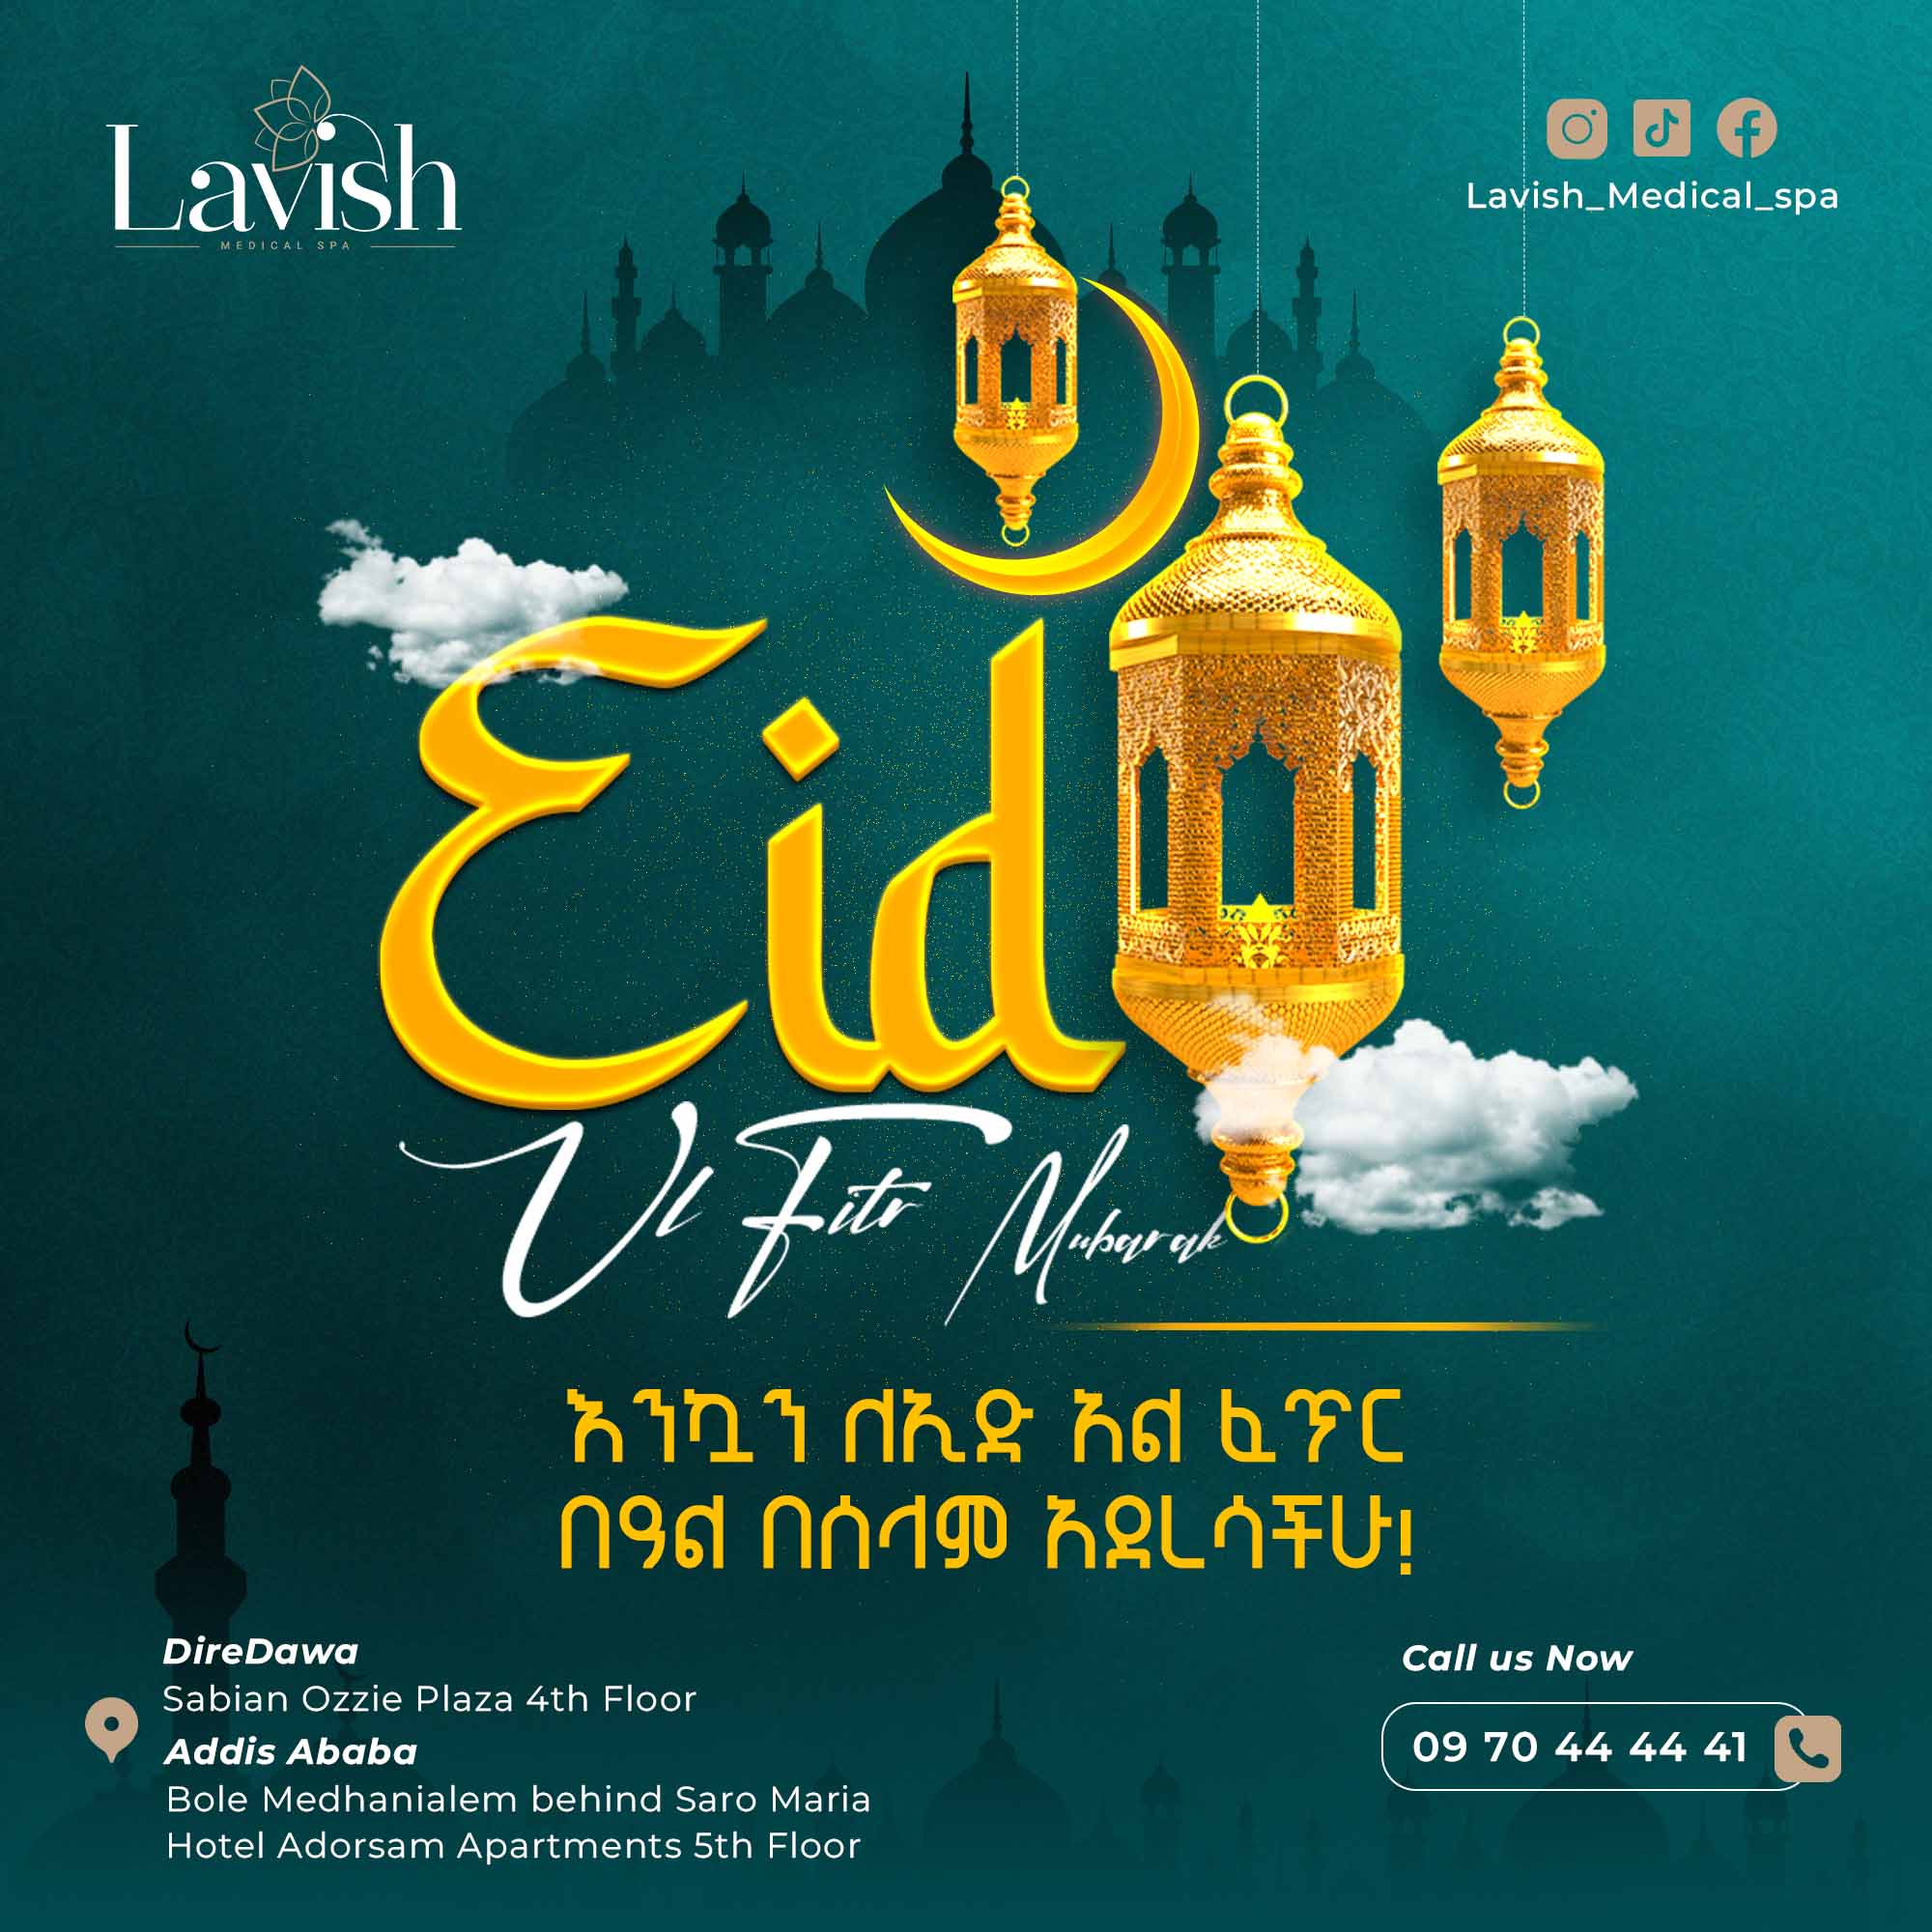 Lavish
MEDICAL SPA
Lavish_Medical_spa
Eid
Ul Fitr Mubarak
እንኳን ለኢድ አል ፈጥር
በዓል በሰላም አደረሳችሁ!
DireDawa
Sabian Ozzie Plaza 4th Floor
Addis Ababa
Bole Medhanialem behind Saro Maria
Hotel Adorsam Apartments 5th Floor
Call us Now
09 70 44 44 41